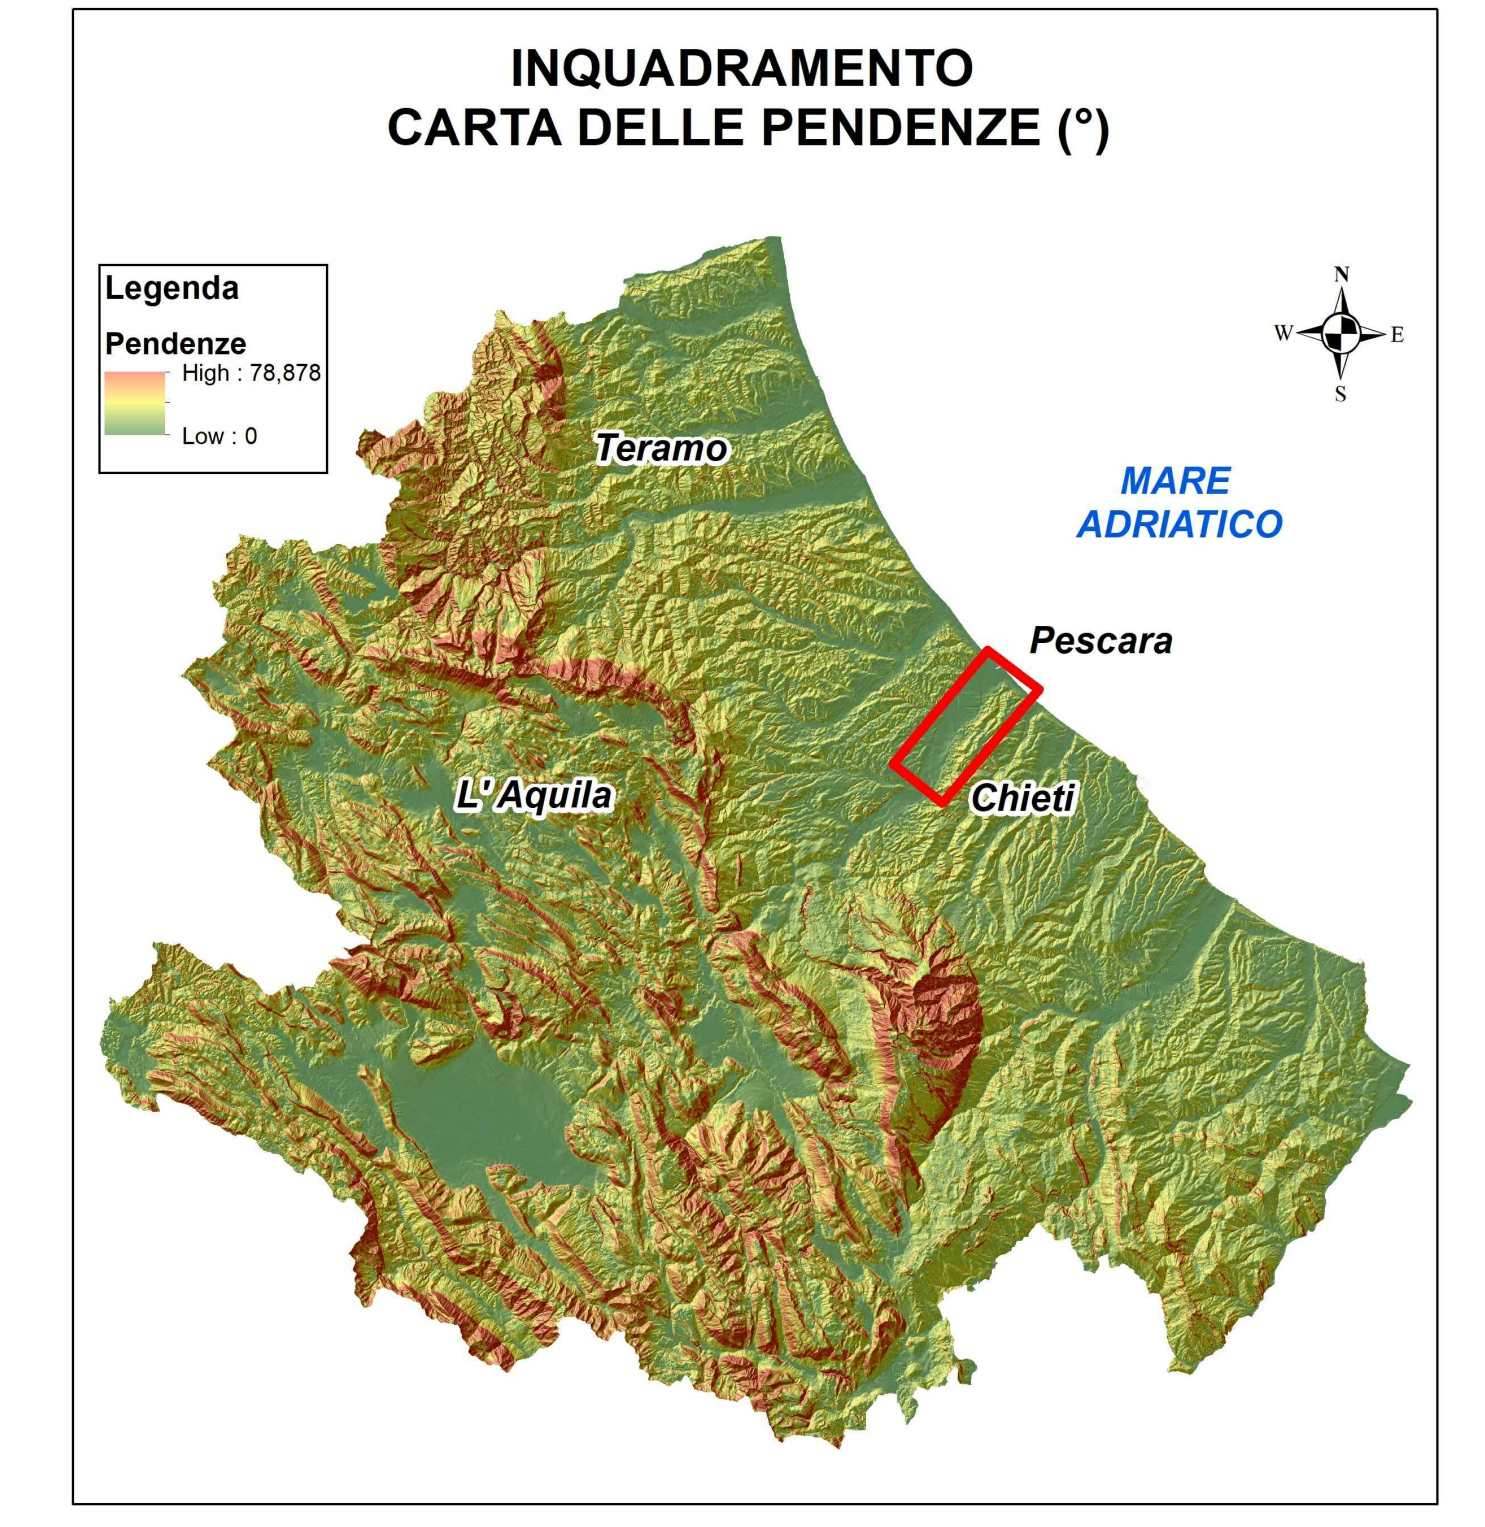 INQUADRAMENTO
CARTA DELLE PENDENZE (°)
Legenda
Pendenze
High : 78,878
Low : 0
N
W
E
S
Teramo
MARE
ADRIATICO
Pescara
L' Aquila
Chieti